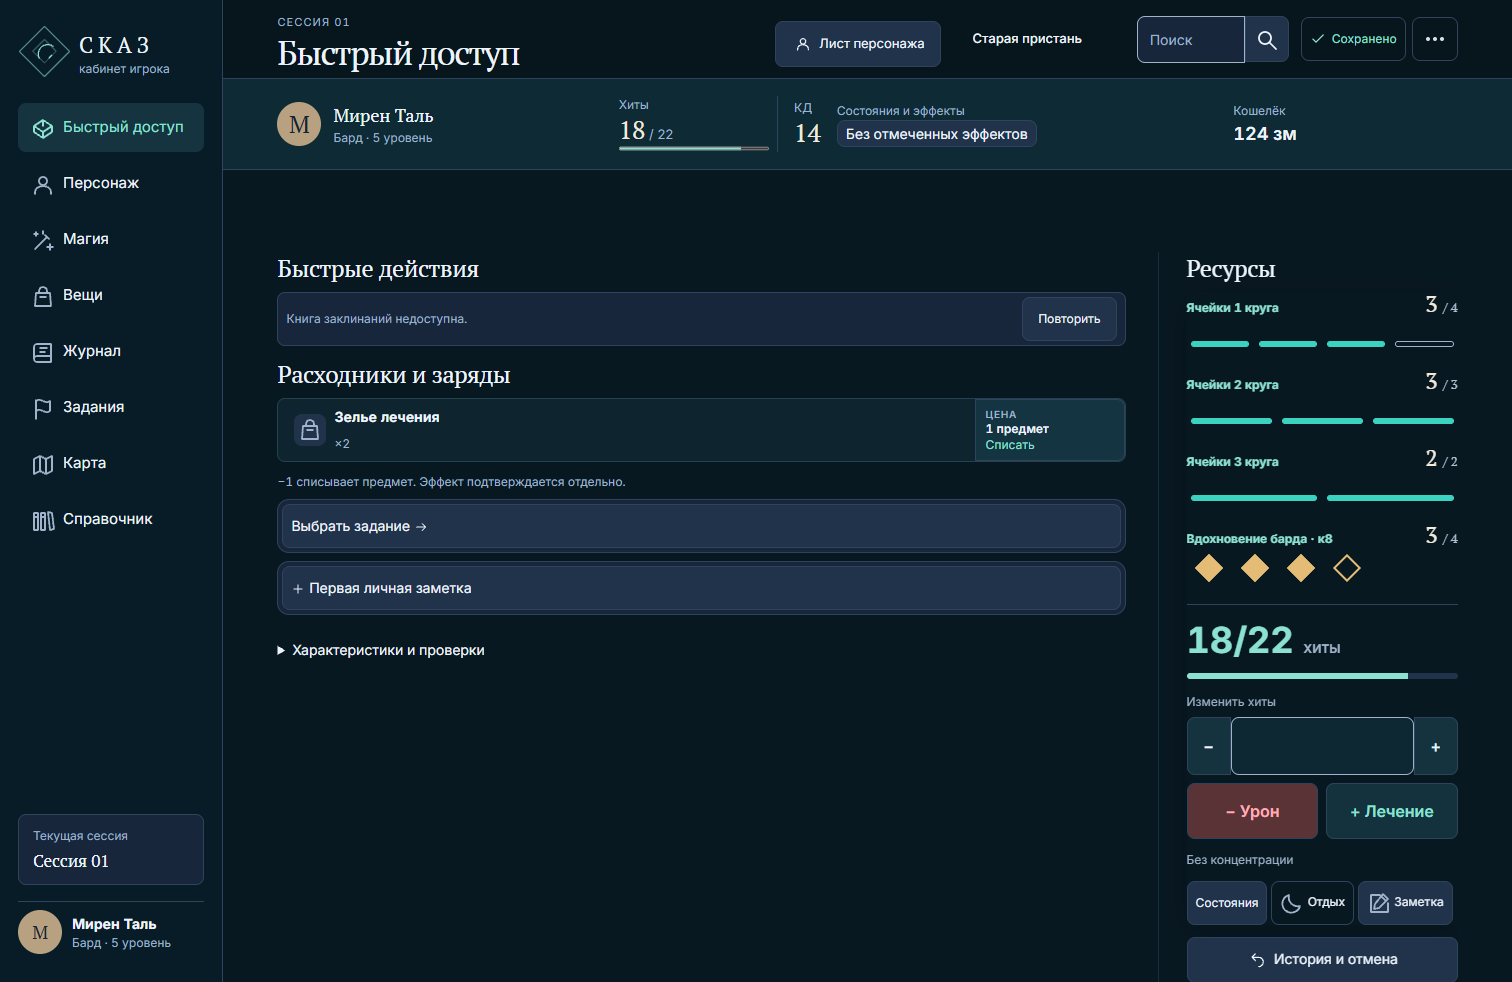 СКАЗ
кабинет игрока
Быстрый доступ
Персонаж
Магия
Вещи
Журнал
Задания
Карта
Справочник
Текущая сессия
Сессия 01
М
Мирен Таль
Бард · 5 уровень
СЕССИЯ 01
Быстрый доступ
Лист персонажа
Старая пристань
Поиск
Сохранено
М
Мирен Таль
Бард · 5 уровень
Хиты
18 / 22
КД
14
Состояния и эффекты
Без отмеченных эффектов
Кошелёк
124 зм
Быстрые действия
Книга заклинаний недоступна.
Повторить
Расходники и заряды
Зелье лечения
×2
ЦЕНА
1 предмет
Списать
−1 списывает предмет. Эффект подтверждается отдельно.
Выбрать задание →
+ Первая личная заметка
Характеристики и проверки
Ресурсы
Ячейки 1 круга 3 / 4
Ячейки 2 круга 3 / 3
Ячейки 3 круга 2 / 2
Вдохновение барда · к8 3 / 4
18/22 хиты
Изменить хиты
− +
− Урон
+ Лечение
Без концентрации
Состояния
Отдых
Заметка
История и отмена